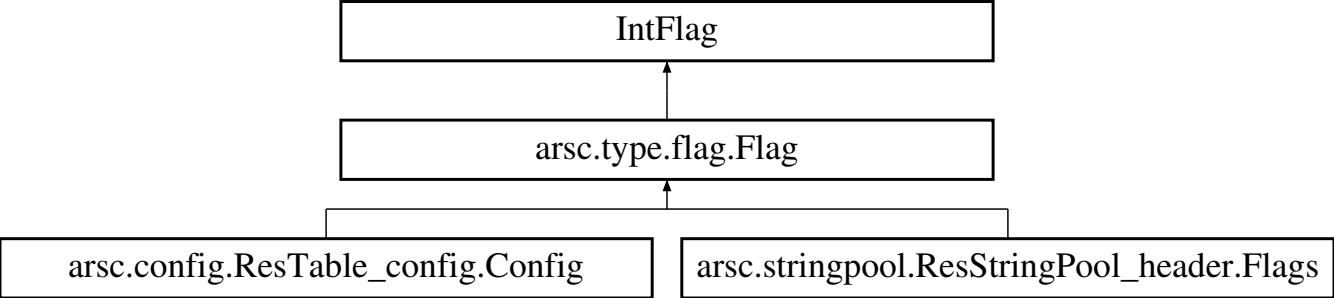 IntFlag
arsc.type.flag.Flag
arsc.config.ResTable_config.Config
arsc.stringpool.ResStringPool_header.Flags